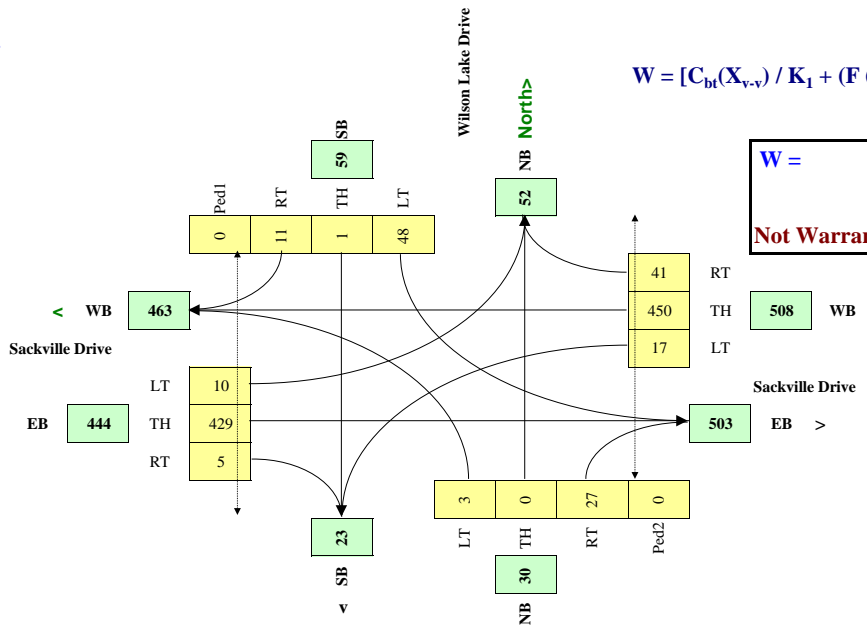 Wilson Lake Drive
North>
W = [Cbt(Xv-v) / K1 + (F (
W =
Not Warran
SB
59
NB
52
Ped1
RT
TH
LT
0
11
1
48
< WB 463
Sackville Drive
41 RT
450 TH 508 WB
17 LT
LT 10
EB 444 TH 429
RT 5
Sackville Drive
503 EB >
3
0
27
0
LT
TH
RT
Ped2
23
SB
v
30
NB